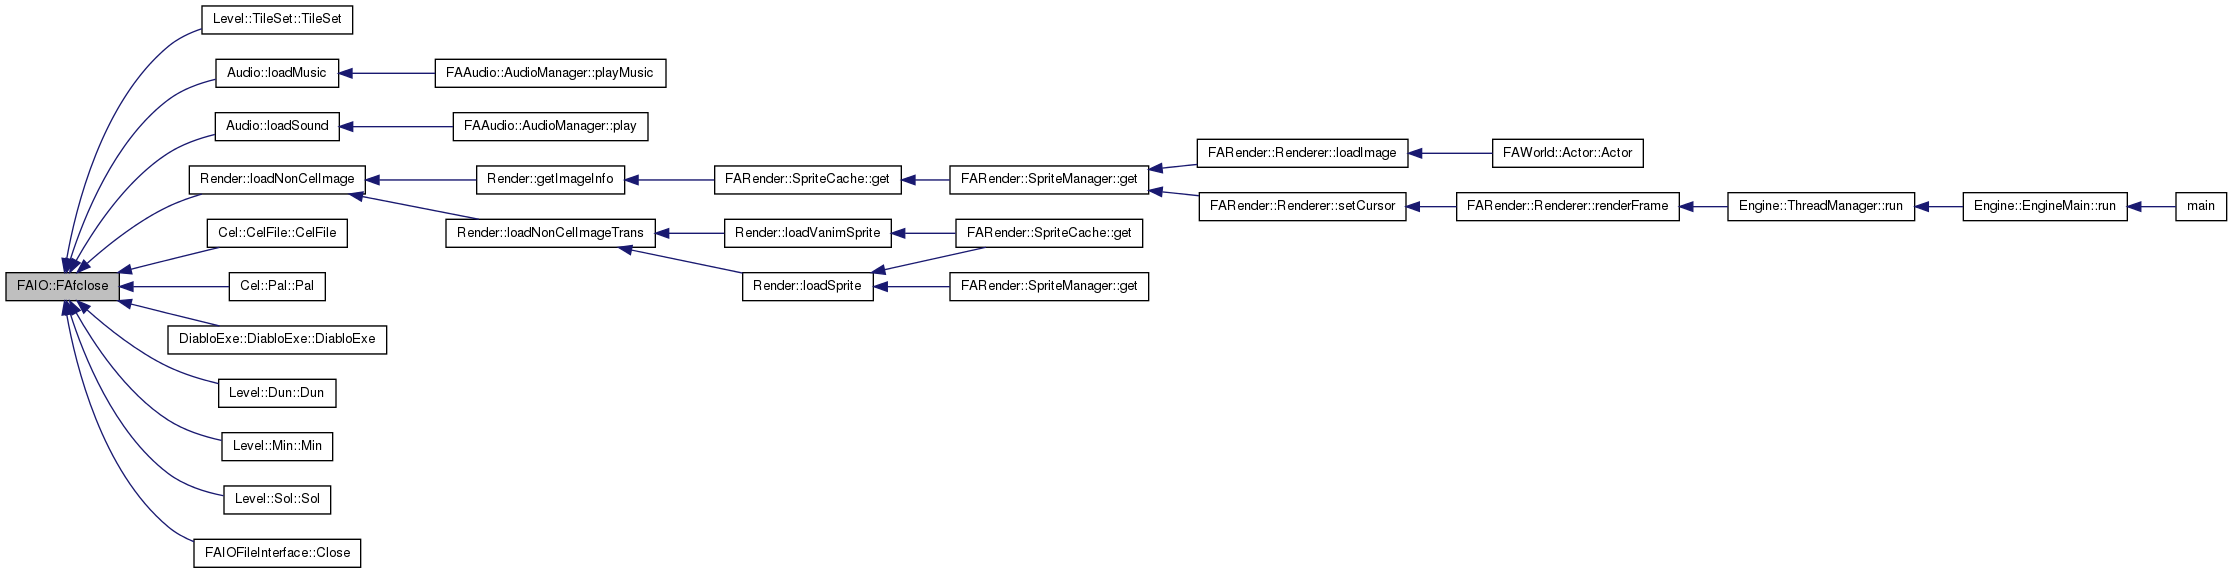 Level::TileSet::TileSet
Audio::loadMusic
FAAudio::AudioManager::playMusic
Audio::loadSound
FAAudio::AudioManager::play
FARender::Renderer::loadImage
FAWorld::Actor::Actor
Render::loadNonCelImage
Render::getImageInfo
FARender::SpriteCache::get
FARender::SpriteManager::get
FARender::Renderer::setCursor
FARender::Renderer::renderFrame
Engine::ThreadManager::run
Engine::EngineMain::run
main
Cel::CelFile::CelFile
Render::loadNonCelImageTrans
Render::loadVanimSprite
FARender::SpriteCache::get
FAIO::FAfclose
Cel::Pal::Pal
Render::loadSprite
FARender::SpriteManager::get
DiabloExe::DiabloExe::DiabloExe
Level::Dun::Dun
Level::Min::Min
Level::Sol::Sol
FAIOFileInterface::Close